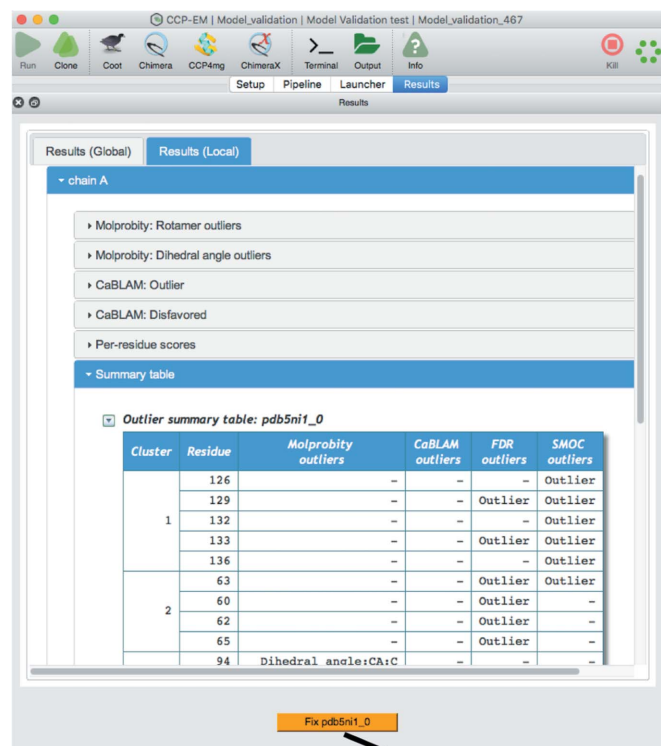 CCP-EM | Model_validation | Model Validation test | Model_validation_467
Run Clone Coot Chimera CCP4mg ChimeraX Terminal Output Info Kill
Setup Pipeline Launcher Results
Results
Results (Global) Results (Local)
chain A
Molprobity: Rotamer outliers
Molprobity: Dihedral angle outliers
CaBLAM: Outlier
CaBLAM: Disfavored
Per-residue scores
Summary table
Outlier summary table: pdb5ni1_0
Cluster Residue Molprobity outliers CaBLAM outliers FDR outliers SMOC outliers
126 - - - Outlier
129 - - Outlier Outlier
1 132 - - - Outlier
133 - - Outlier Outlier
136 - - - Outlier
63 - - Outlier Outlier
2 60 - - Outlier -
62 - - Outlier -
65 - - Outlier -
94 Dihedral angle:CA:C - - -
Fix pdb5ni1_0